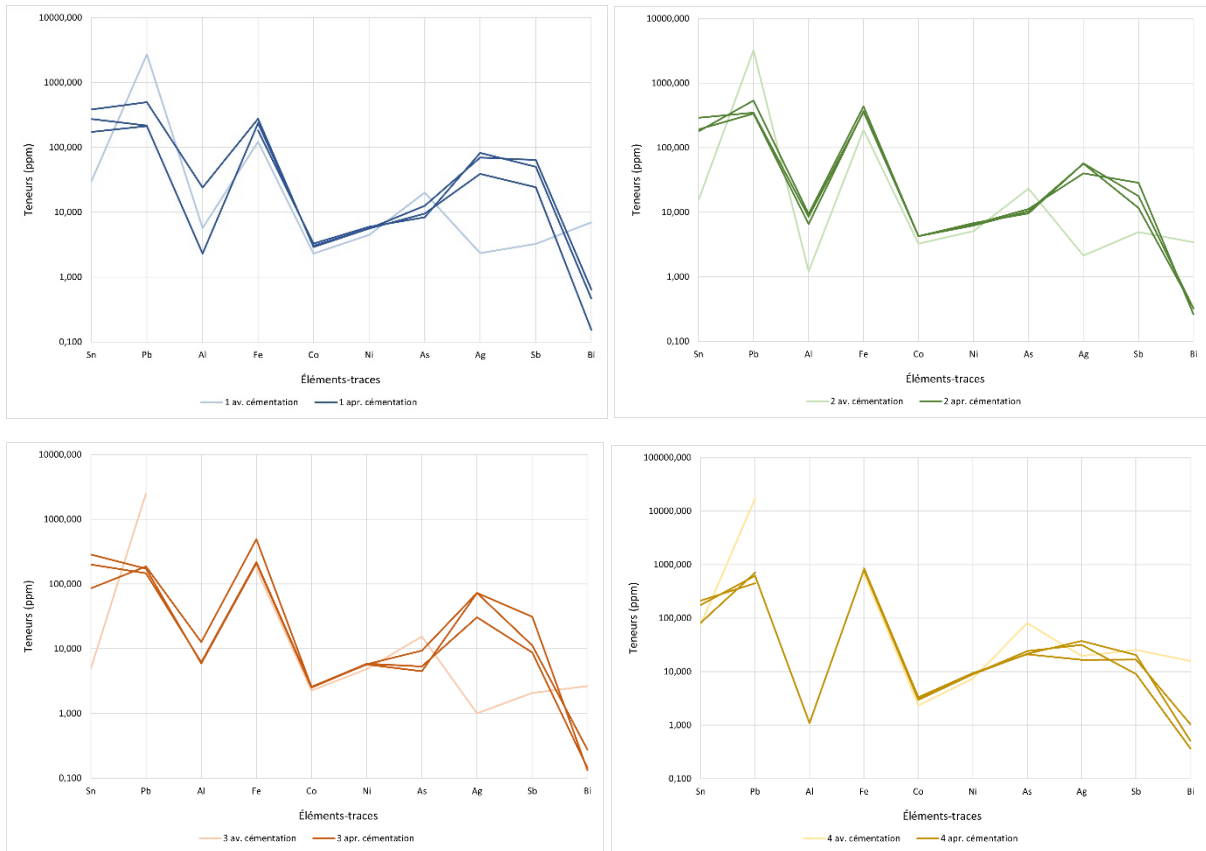 10000,000
1000,000
100,000
10,000
1,000
0,100
Teneurs (ppm)
Sn Pb Al Fe Co Ni As Ag Sb Bi
Éléments-traces
1 av. cémentation 1 apr. cémentation
10000,000
1000,000
100,000
10,000
1,000
0,100
Teneurs (ppm)
Sn Pb Al Fe Co Ni As Ag Sb Bi
Éléments-traces
2 av. cémentation 2 apr. cémentation
10000,000
1000,000
100,000
10,000
1,000
0,100
Teneurs (ppm)
Sn Pb Al Fe Co Ni As Ag Sb Bi
Éléments-traces
3 av. cémentation 3 apr. cémentation
100000,000
10000,000
1000,000
100,000
10,000
1,000
0,100
Teneurs (ppm)
Sn Pb Al Fe Co Ni As Ag Sb Bi
Éléments-traces
4 av. cémentation 4 apr. cémentation